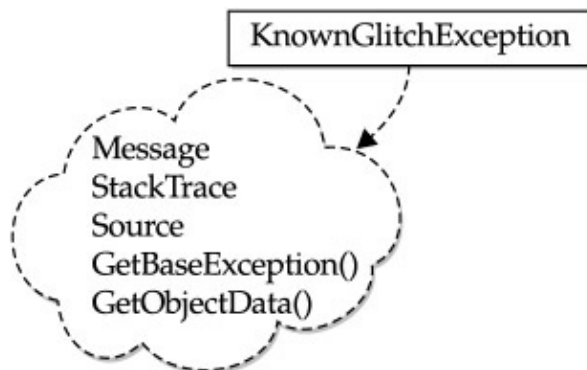 KnownGlitchException
Message
StackTrace
Source
GetBaseException()
GetObjectData()